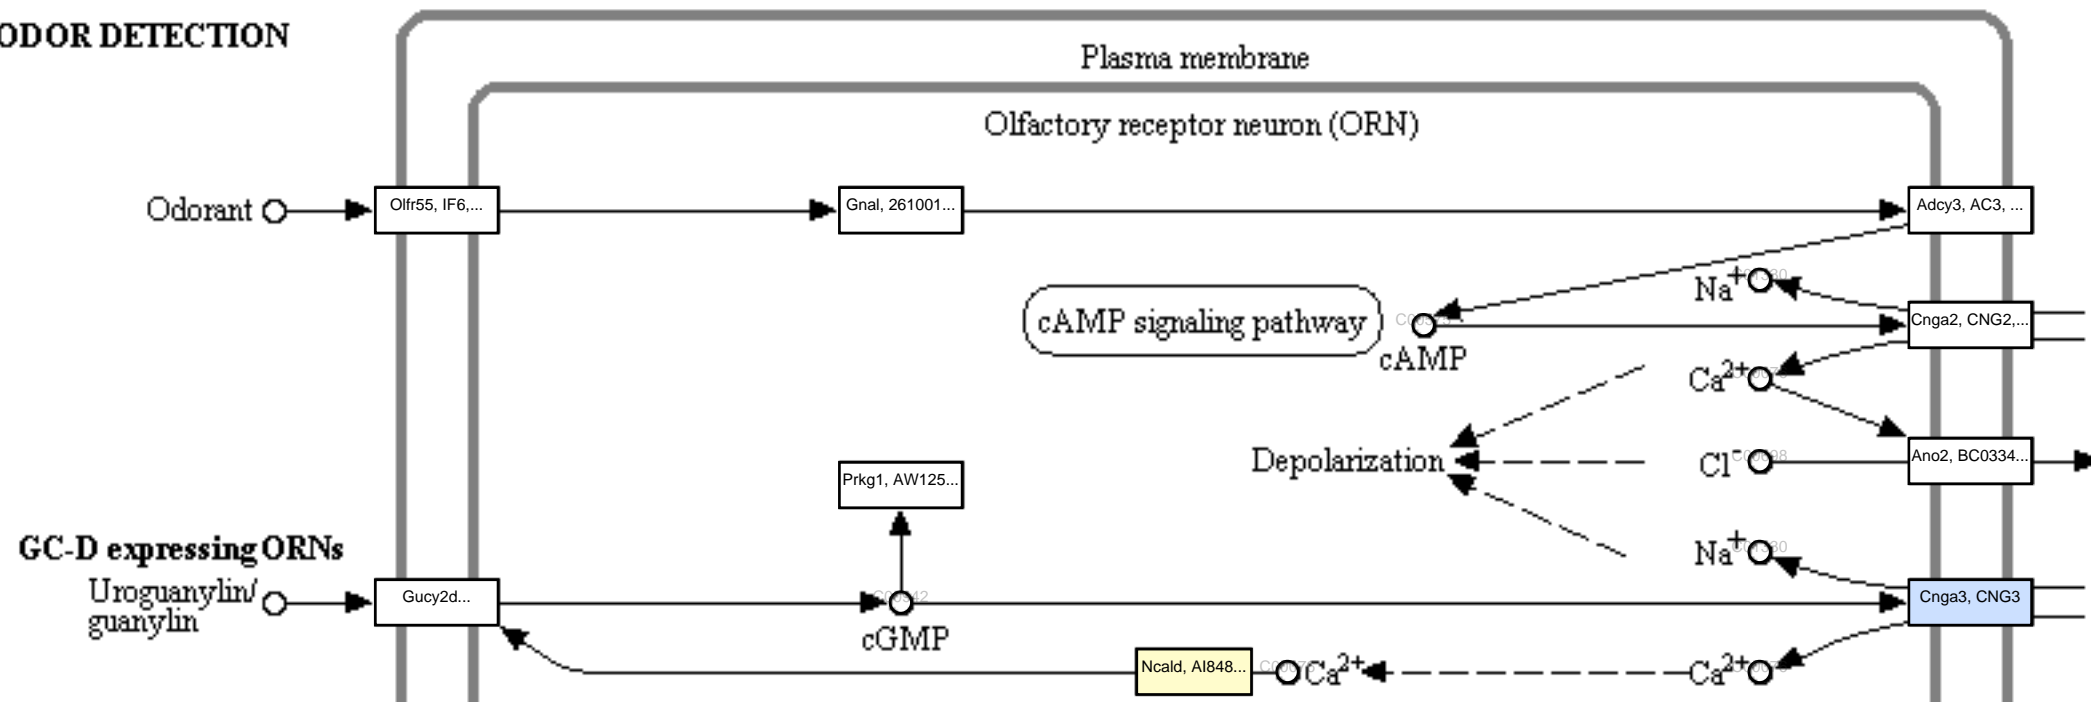 ODOR DETECTION
Plasma membrane
Olfactory receptor neuron (ORN)
Odorant
Olfr55, IF6,...
Gnal, 261001...
Adcy3, AC3, ...
Na+
cAMP signaling pathway
cAMP
Cnga2, CNG2,...
Ca2+
Depolarization
Cl-
Ano2, BC0334...
Prkg1, AW125...
GC-D expressing ORNs
Na+
Uroguanylin/
guanylin
Gucy2d...
cGMP
Cnga3, CNG3
Ncald, AI848...
Ca2+
Ca2+